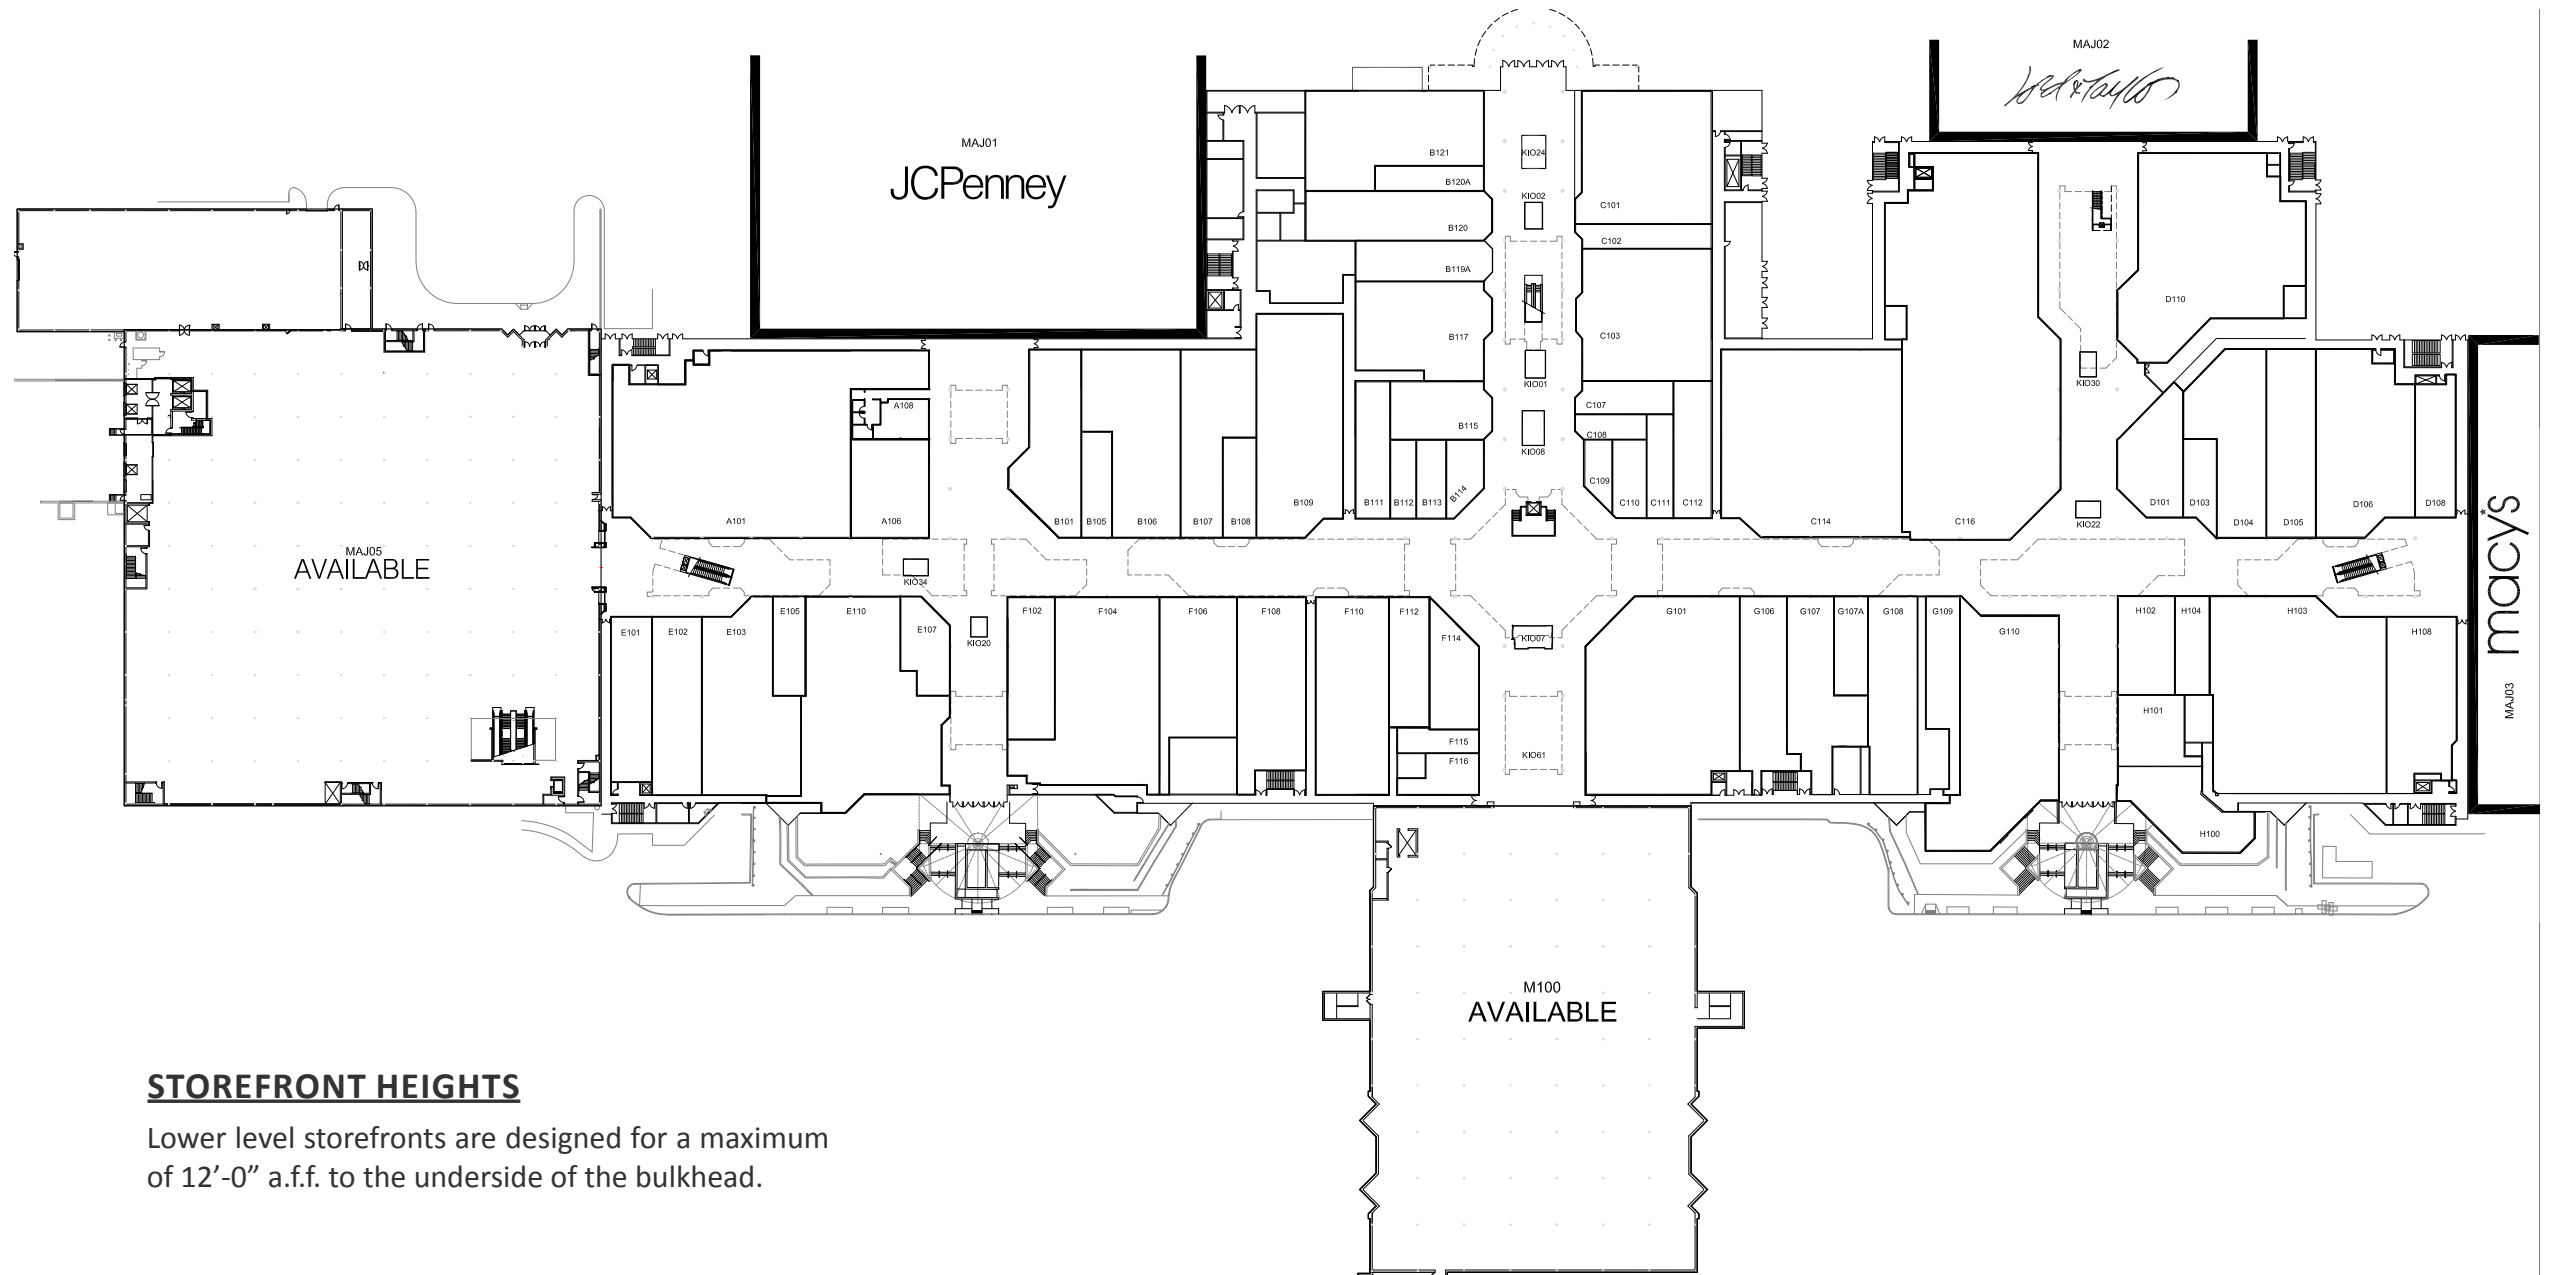 MAJ02
Lord & Taylor
MAJ01
JCPenney
B121
KIO24
B120A
KIO02
C101
B120
C102
B119A
D110
B117
C103
KIO01
KIO30
A108
C107
B115
C108
KIO08
C109
B114
B109
B111
B112
B113
C110
C111
C112
D101
D103
D106
D108
A101
A106
B101
B105
B106
B107
B108
C114
C116
KIO22
D104
D105
macys
MAJ05
AVAILABLE
KIO34
E101
E102
E103
E105
E110
E107
KIO20
F102
F104
F106
F108
F110
F112
F114
KIO07
G101
G106
G107
G107A
G108
G109
G110
H102
H104
H103
H108
MAJ03
H101
F115
F116
KIO61
H100
M100
AVAILABLE
STOREFRONT HEIGHTS
Lower level storefronts are designed for a maximum
of 12’-0” a.f.f. to the underside of the bulkhead.